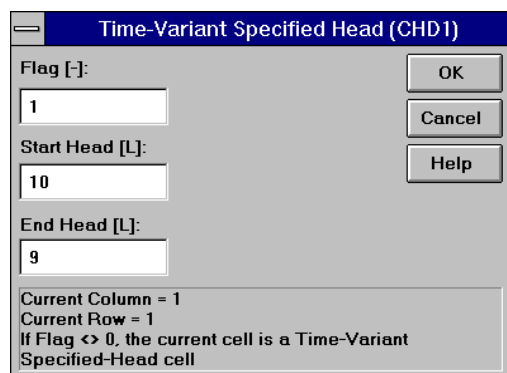 Time-Variant Specified Head (CHD1)
Flag [-]:
1
Start Head [L]:
10
End Head [L]:
9
OK
Cancel
Help
Current Column = 1
Current Row = 1
If Flag <> 0, the current cell is a Time-Variant
Specified-Head cell